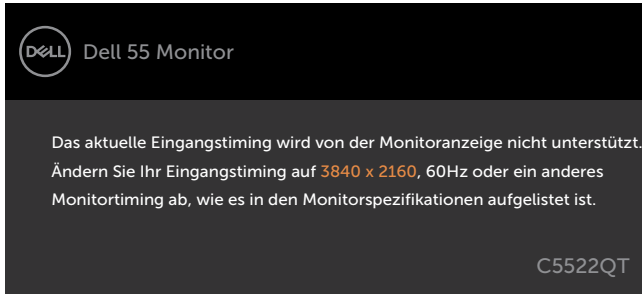 DELL
Dell 55 Monitor
Das aktuelle Eingangstiming wird von der Monitoranzeige nicht unterstützt.
Ändern Sie Ihr Eingangstiming auf 3840 x 2160, 60Hz oder ein anderes
Monitortiming ab, wie es in den Monitorspezifikationen aufgelistet ist.
C5522QT